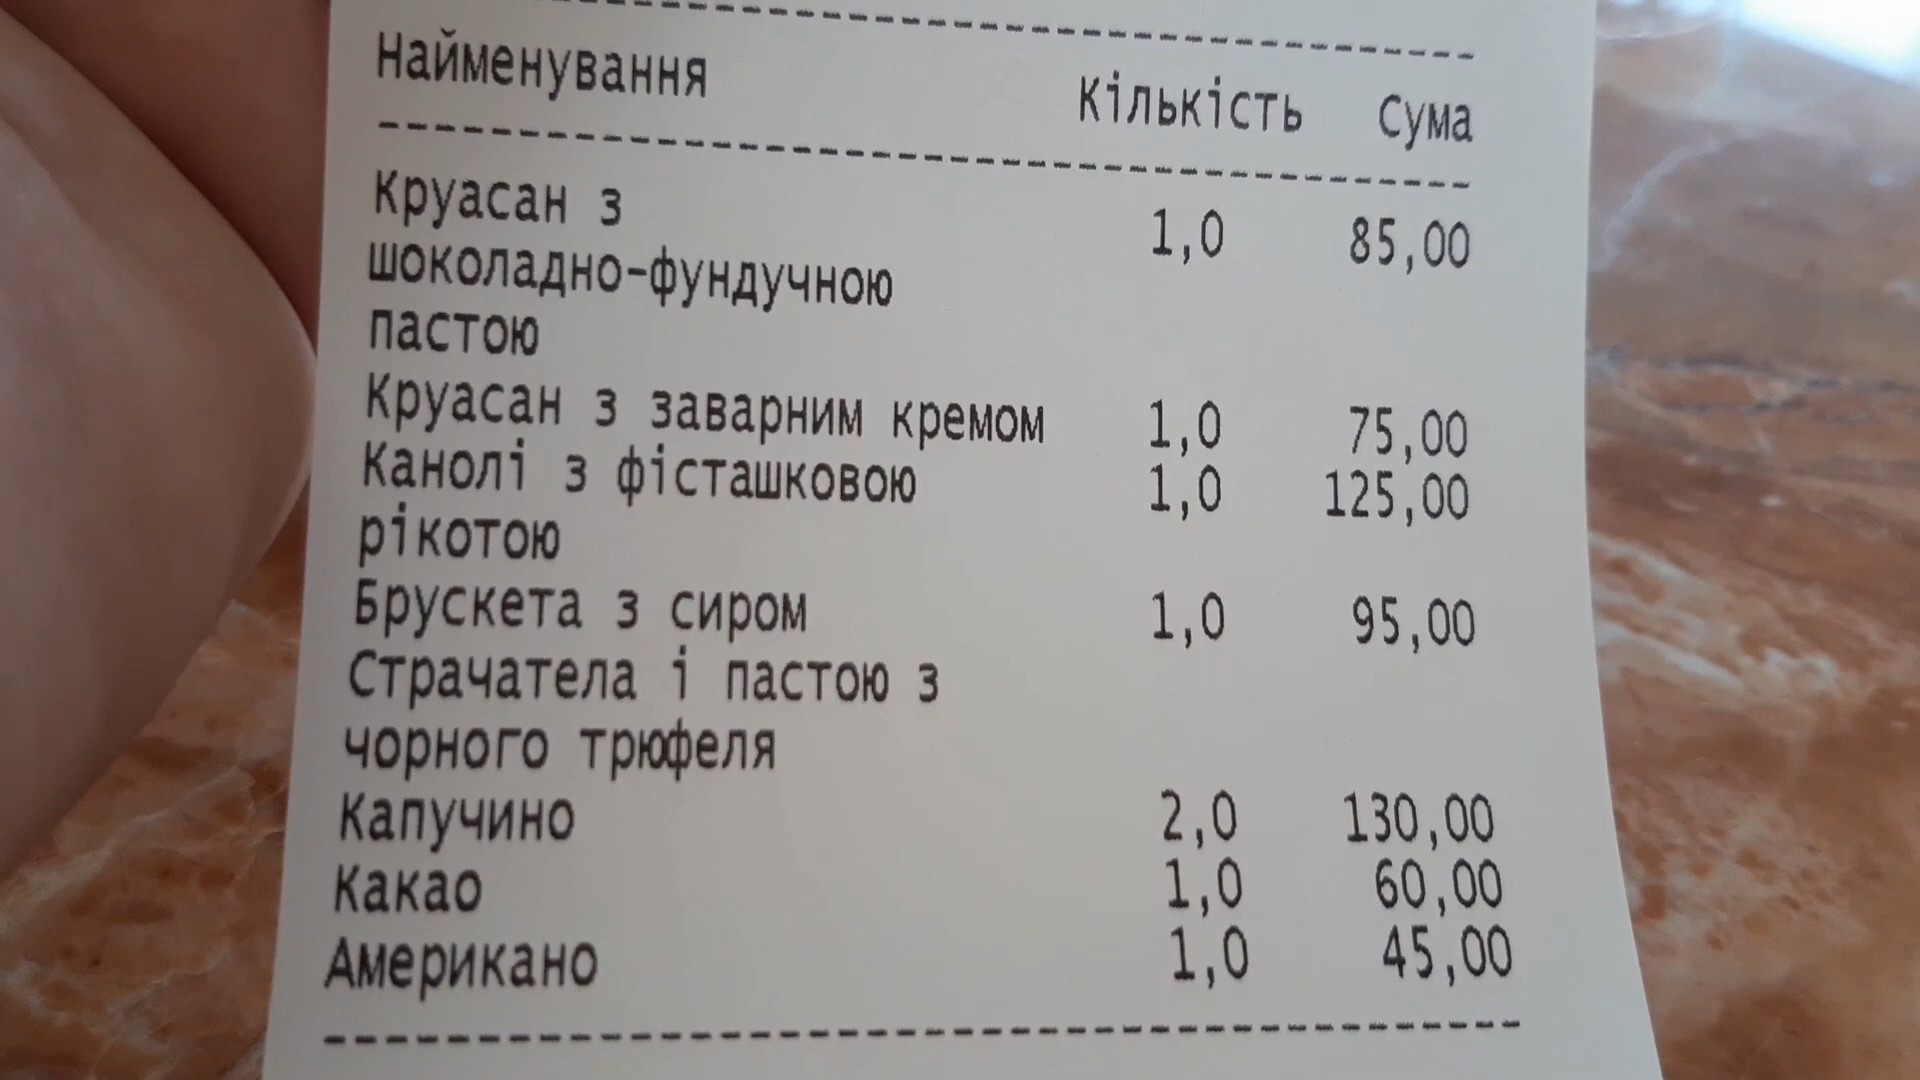 Найменування Кількість Сума
Круасан з 1,0 85,00
шоколадно-фундучною
пастою
Круасан з заварним кремом 1,0 75,00
Канолі з фісташковою 1,0 125,00
рікотою
Брускета з сиром 1,0 95,00
Страчатела і пастою з
чорного трюфеля
Капучино 2,0 130,00
Какао 1,0 60,00
Американо 1,0 45,00